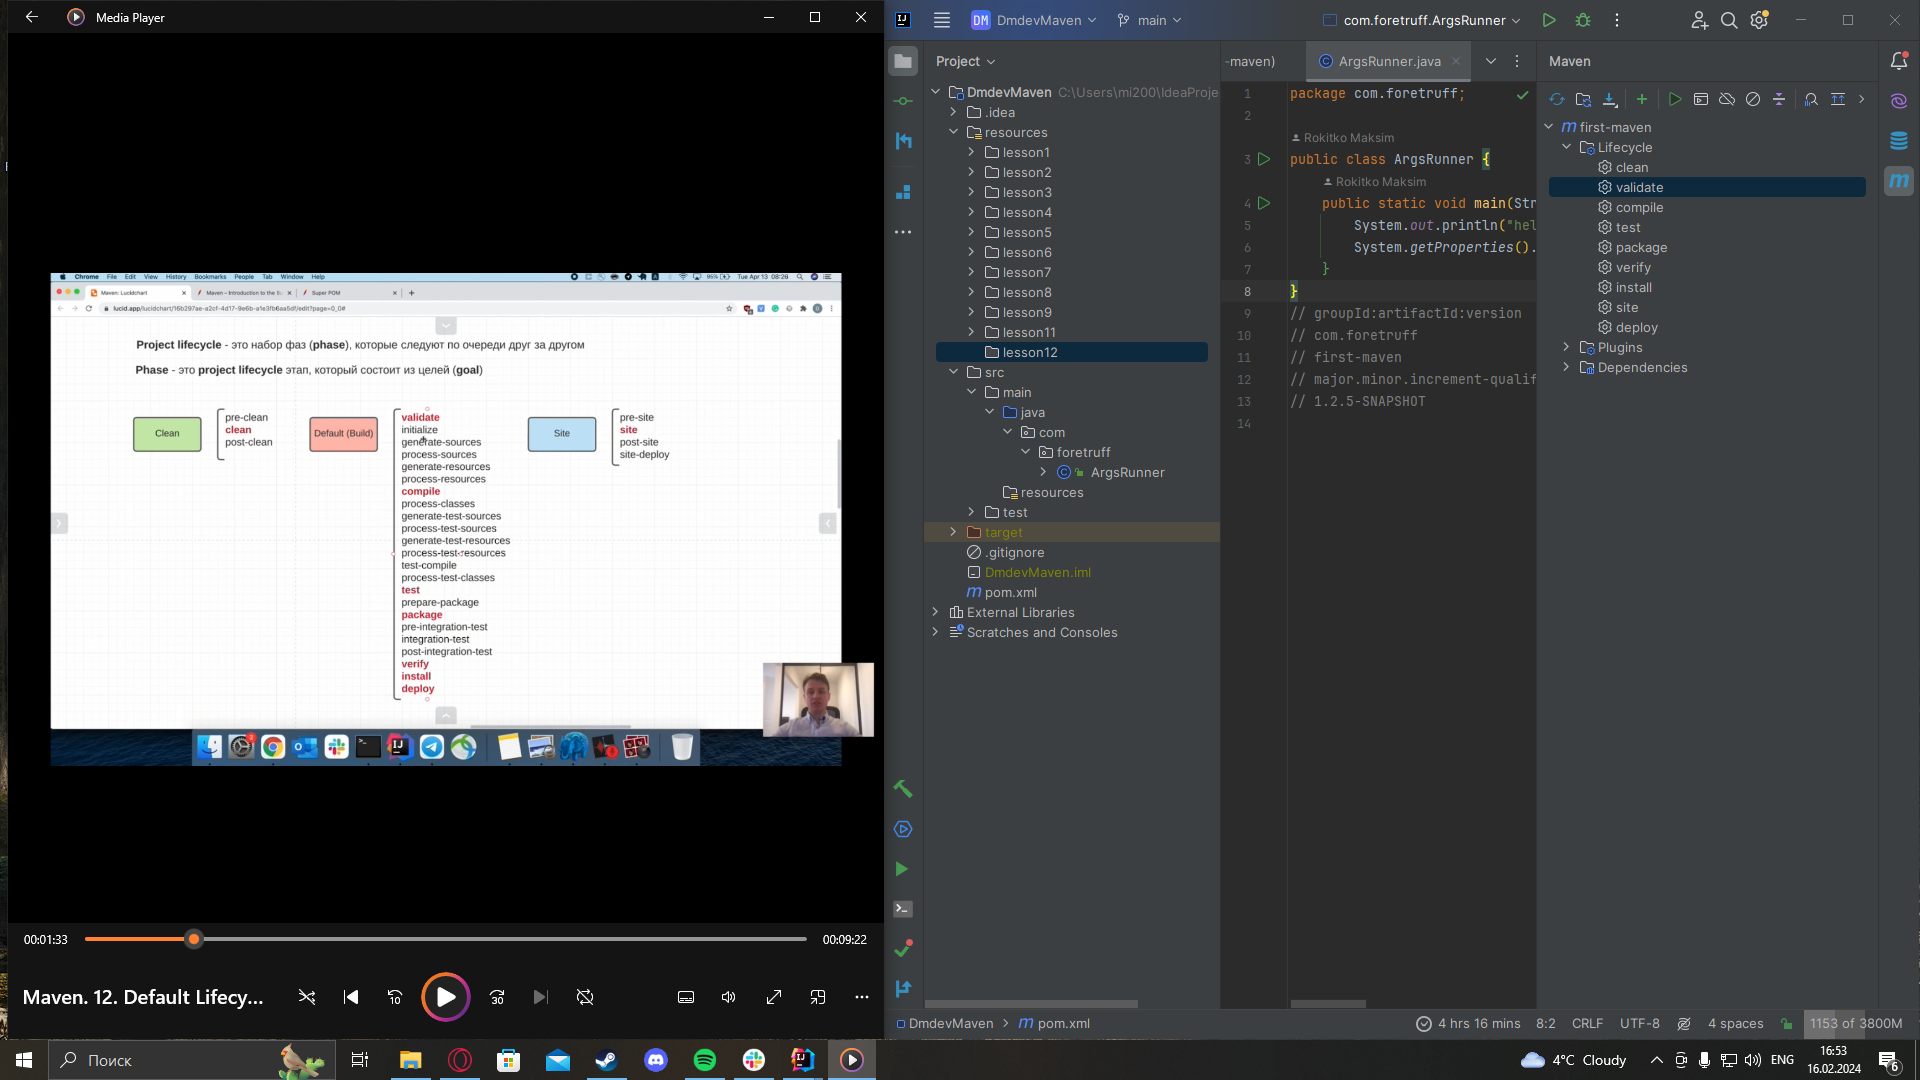 Media Player
Chrome File Edit View History Bookmarks People Tab Window Help
95% Tue Apr 13 08:26
Maven: Lucidchart
Maven – Introduction to the
Super POM
lucid.app/lucidchart/
Project lifecycle - это набор фаз (phase), которые следуют по очереди друг за другом
Phase - это project lifecycle этап, который состоит из целей (goal)
Clean
pre-clean
clean
post-clean
Default (Build)
validate
initialize
generate-sources
process-sources
generate-resources
process-resources
compile
process-classes
generate-test-sources
process-test-sources
generate-test-resources
process-test-resources
test-compile
process-test-classes
test
prepare-package
package
pre-integration-test
integration-test
post-integration-test
verify
install
deploy
Site
pre-site
site
post-site
site-deploy
00:01:33
00:09:22
Maven. 12. Default Lifecy...
10
30
DM DmdevMaven
main
com.foretruff.ArgsRunner
Project
DmdevMaven C:\Users\mi200\IdeaProje
.idea
resources
lesson1
lesson2
lesson3
lesson4
lesson5
lesson6
lesson7
lesson8
lesson9
lesson11
lesson12
src
main
java
com
foretruff
ArgsRunner
resources
test
target
.gitignore
DmdevMaven.iml
pom.xml
External Libraries
Scratches and Consoles
-maven)
ArgsRunner.java
1 package com.foretruff;
2
Rokitko Maksim
3 public class ArgsRunner {
Rokitko Maksim
4 public static void main(Str
5 System.out.println("hel
6 System.getProperties().
7 }
8 }
9 // groupId:artifactId:version
10 // com.foretruff
11 // first-maven
12 // major.minor.increment-qualif
13 // 1.2.5-SNAPSHOT
14
Maven
first-maven
Lifecycle
clean
validate
compile
test
package
verify
install
site
deploy
Plugins
Dependencies
DmdevMaven
pom.xml
4 hrs 16 mins
8:2
CRLF
UTF-8
4 spaces
1153 of 3800M
Поиск
4°C Cloudy
ENG
16:53
16.02.2024
6